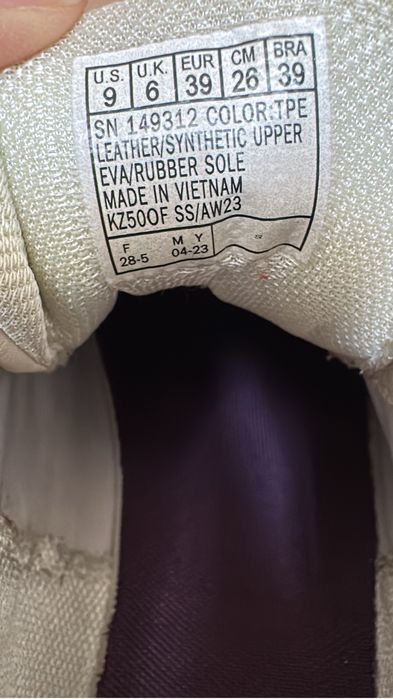 U.S. U.K. EUR CM BRA
9 6 39 26 39
SN 149312 COLOR:TPE
LEATHER/SYNTHETIC UPPER
EVA/RUBBER SOLE
MADE IN VIETNAM
KZ50OF SS/AW23
F M Y
28-5 04-23